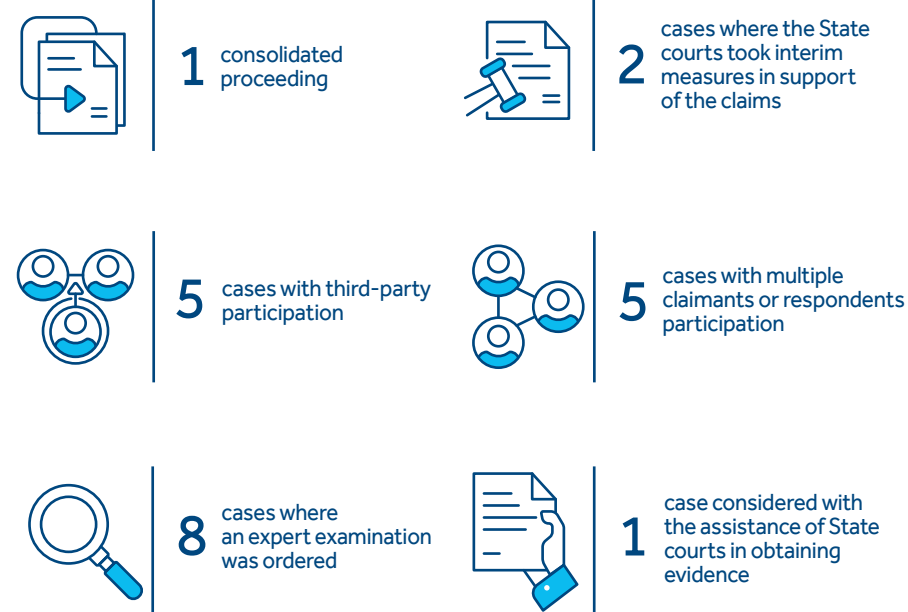 1
consolidated
proceeding
2
cases where the State
courts took interim
measures in support
of the claims
5
cases with third-party
participation
5
cases with multiple
claimants or respondents
participation
8
cases where
an expert examination
was ordered
1
case considered with
the assistance of State
courts in obtaining
evidence